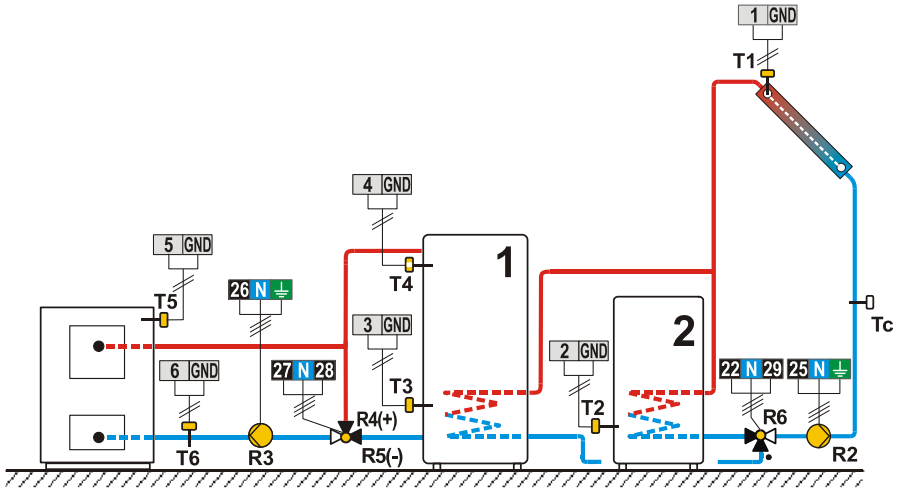 1 GND
T1
4 GND
5 GND
1
T4
26 N
T5
3 GND
2
2 GND
Tc
6 GND
27 N 28
22 N 29
25 N
T3
T2
R4(+)
R6
T6
R3
R5(-)
R2